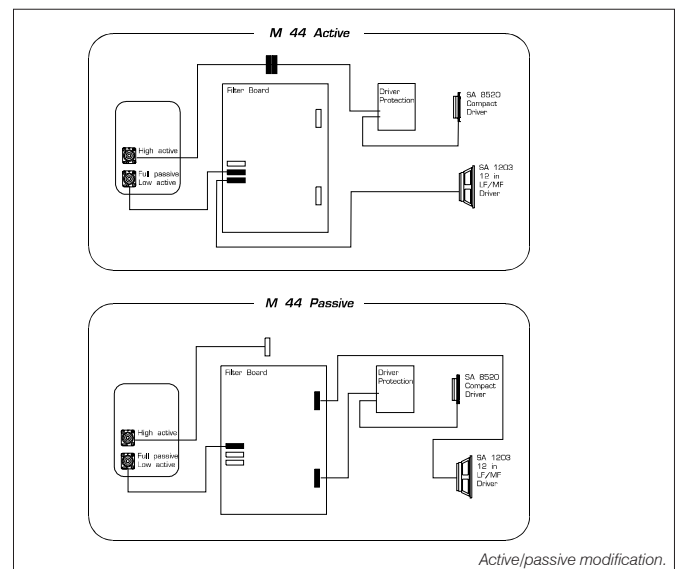 M 44 Active
Filter Board
Driver
Protection
SA 8520
Compact
Driver
High active
Full passive
Low active
SA 1203
12 in
LF/MF
Driver
M 44 Passive
Filter Board
Driver
Protection
SA 8520
Compact
Driver
High active
Full passive
Low active
SA 1203
12 in
LF/MF
Driver
Active/passive modification.